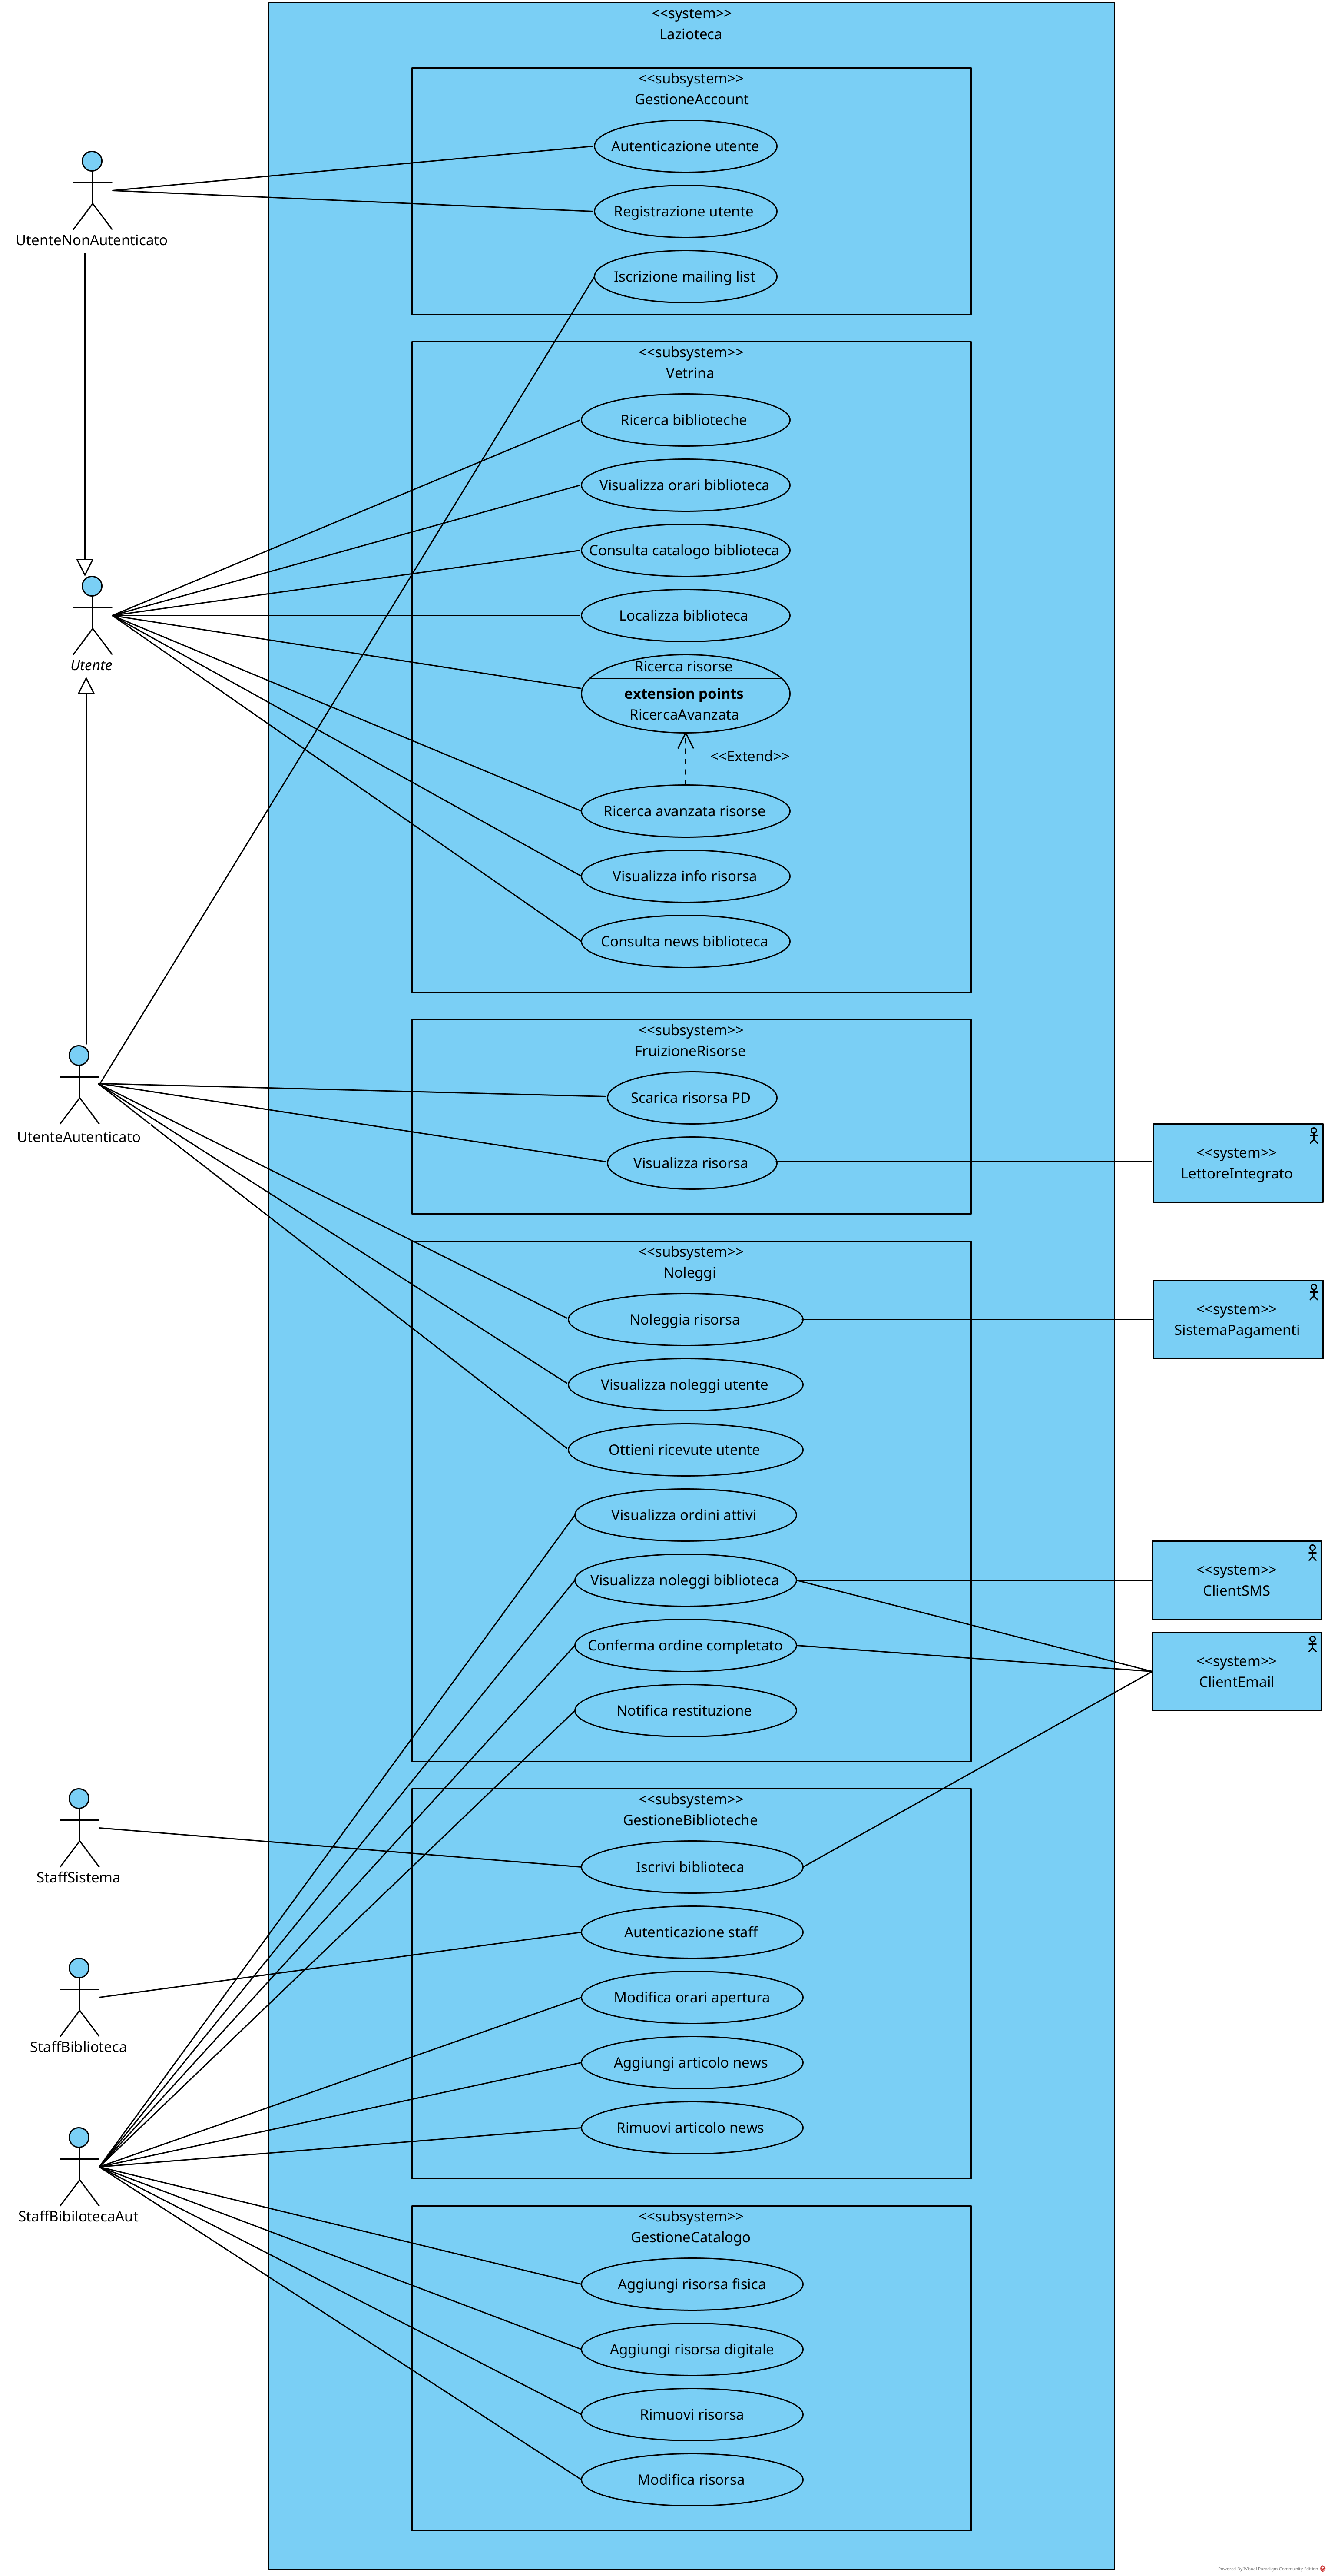 <<system>>
Lazioteca
<<subsystem>>
GestioneAccount
Autenticazione utente
Registrazione utente
UtenteNonAutenticato
Iscrizione mailing list
<<subsystem>>
Vetrina
Ricerca biblioteche
Visualizza orari biblioteca
Consulta catalogo biblioteca
Localizza biblioteca
Utente
Ricerca risorse
extension points
RicercaAvanzata
<<Extend>>
Ricerca avanzata risorse
Visualizza info risorsa
Consulta news biblioteca
<<subsystem>>
FruizioneRisorse
Scarica risorsa PD
UtenteAutenticato
Visualizza risorsa
<<system>>
LettoreIntegrato
<<subsystem>>
Noleggi
Noleggia risorsa
<<system>>
SistemaPagamenti
Visualizza noleggi utente
Ottieni ricevute utente
Visualizza ordini attivi
Visualizza noleggi biblioteca
<<system>>
ClientSMS
Conferma ordine completato
<<system>>
ClientEmail
Notifica restituzione
<<subsystem>>
GestioneBiblioteche
Iscrivi biblioteca
StaffSistema
Autenticazione staff
Modifica orari apertura
StaffBiblioteca
Aggiungi articolo news
Rimuovi articolo news
StaffBibilotecaAut
<<subsystem>>
GestioneCatalogo
Aggiungi risorsa fisica
Aggiungi risorsa digitale
Rimuovi risorsa
Modifica risorsa
Powered By Visual Paradigm Community Edition